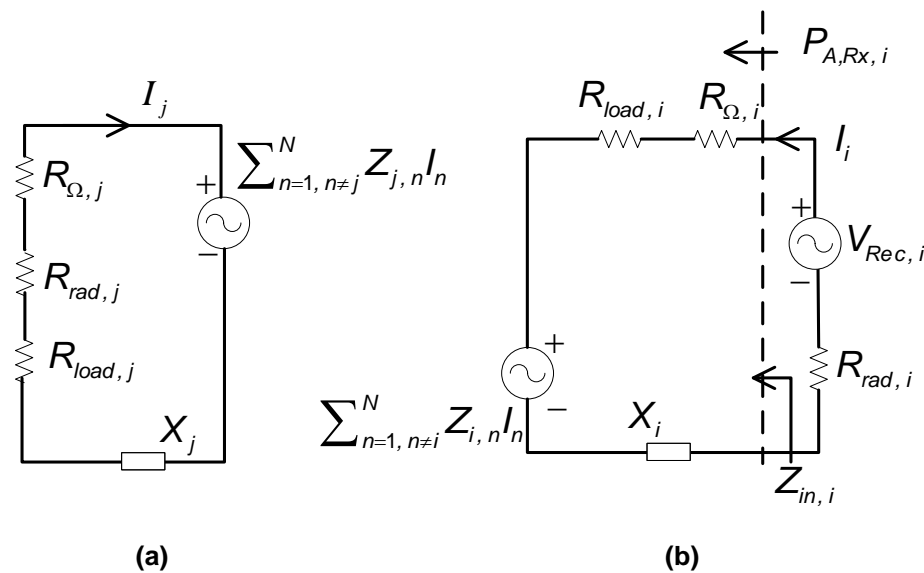 I_j
R_{Ω, j}
+
∑_{n=1, n≠j}^{N} Z_{j, n} I_n
−
R_{rad, j}
R_{load, j}
X_j
(a)
P_{A,Rx, i}
R_{load, i}
R_{Ω, i}
I_i
+
V_{Rec, i}
−
+
−
R_{rad, i}
∑_{n=1, n≠i}^{N} Z_{i, n} I_n
X_i
Z_{in, i}
(b)